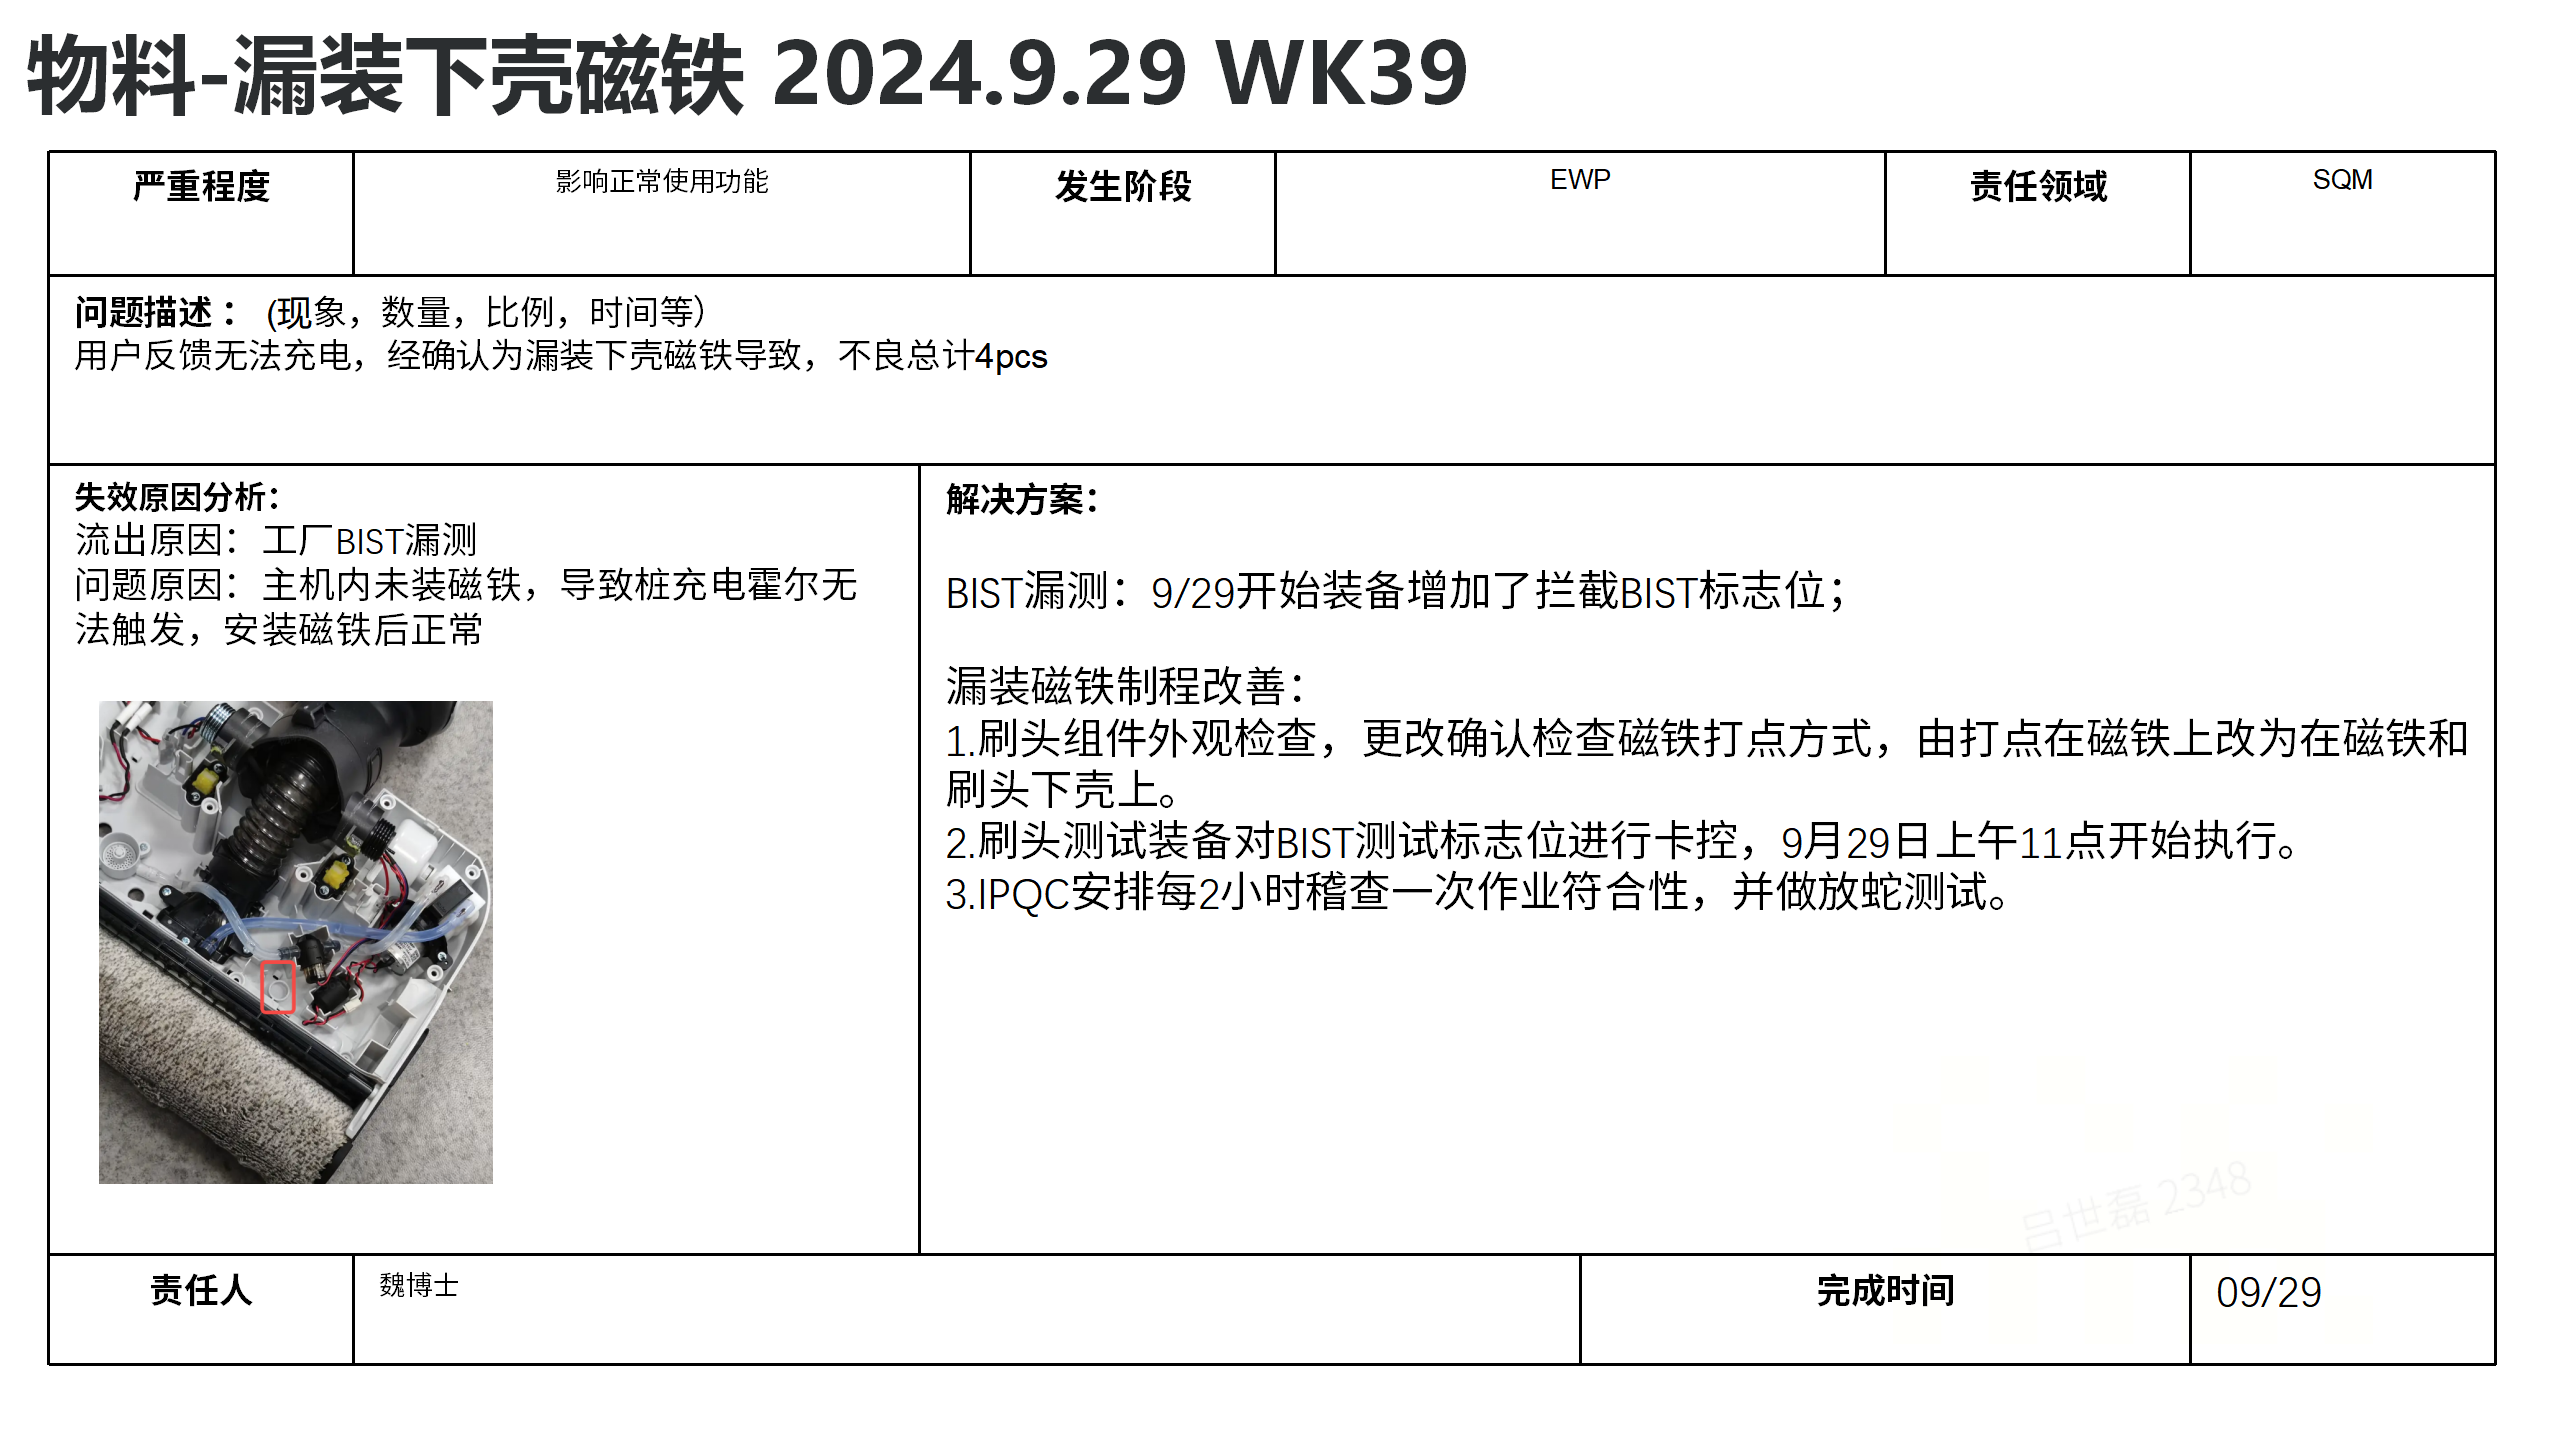 物料-漏装下壳磁铁 2024.9.29 WK39
严重程度
影响正常使用功能
发生阶段
EWP
责任领域
SQM
问题描述 ： (现象，数量，比例，时间等）
用户反馈无法充电，经确认为漏装下壳磁铁导致，不良总计4pcs
失效原因分析：
流出原因：工厂BIST漏测
问题原因：主机内未装磁铁，导致桩充电霍尔无
法触发，安装磁铁后正常
解决方案：
BIST漏测：9/29开始装备增加了拦截BIST标志位；
漏装磁铁制程改善：
1.刷头组件外观检查，更改确认检查磁铁打点方式，由打点在磁铁上改为在磁铁和
刷头下壳上。
2.刷头测试装备对BIST测试标志位进行卡控，9月29日上午11点开始执行。
3.IPQC安排每2小时稽查一次作业符合性，并做放蛇测试。
吕世磊 2348
责任人
魏博士
完成时间
09/29